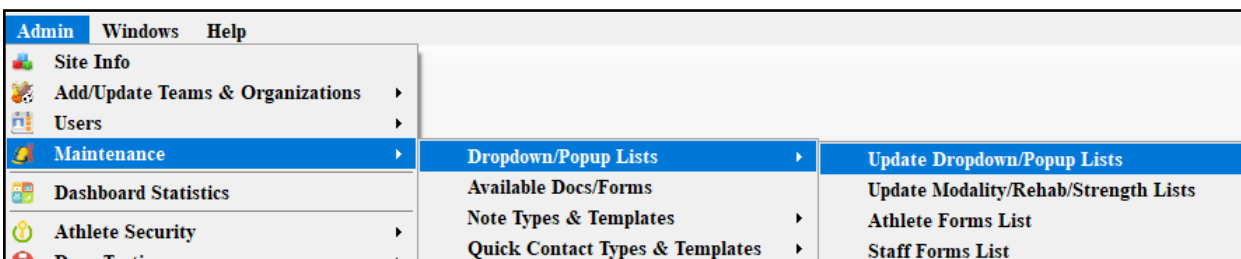 Admin Windows Help
Site Info
Add/Update Teams & Organizations
Users
Maintenance
Dashboard Statistics
Athlete Security
Dropdown/Popup Lists
Available Docs/Forms
Note Types & Templates
Quick Contact Types & Templates
Update Dropdown/Popup Lists
Update Modality/Rehab/Strength Lists
Athlete Forms List
Staff Forms List